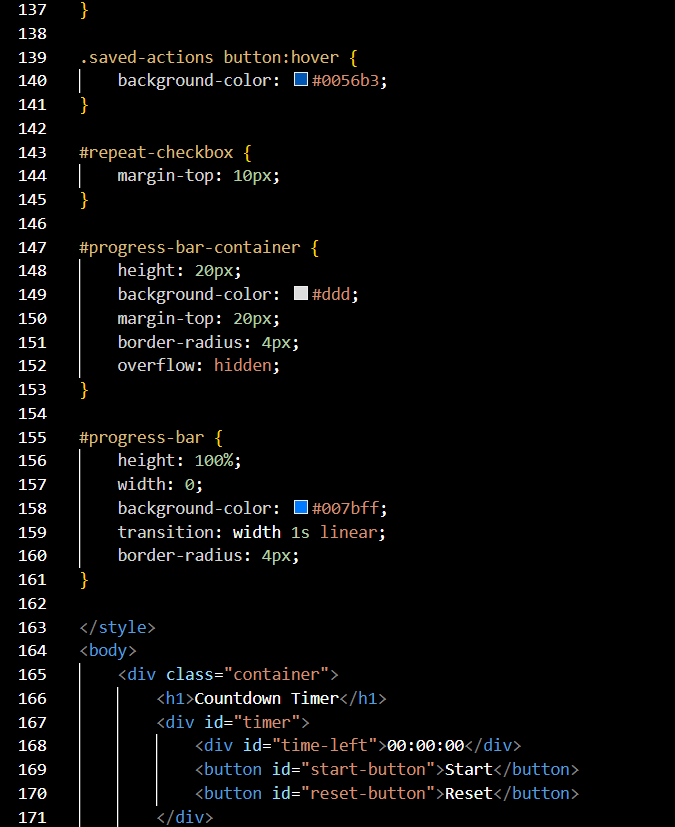 137 }
138
139 .saved-actions button:hover {
140     background-color: #0056b3;
141 }
142
143 #repeat-checkbox {
144     margin-top: 10px;
145 }
146
147 #progress-bar-container {
148     height: 20px;
149     background-color: #ddd;
150     margin-top: 20px;
151     border-radius: 4px;
152     overflow: hidden;
153 }
154
155 #progress-bar {
156     height: 100%;
157     width: 0;
158     background-color: #007bff;
159     transition: width 1s linear;
160     border-radius: 4px;
161 }
162
163 </style>
164 <body>
165     <div class="container">
166         <h1>Countdown Timer</h1>
167         <div id="timer">
168             <div id="time-left">00:00:00</div>
169             <button id="start-button">Start</button>
170             <button id="reset-button">Reset</button>
171         </div>